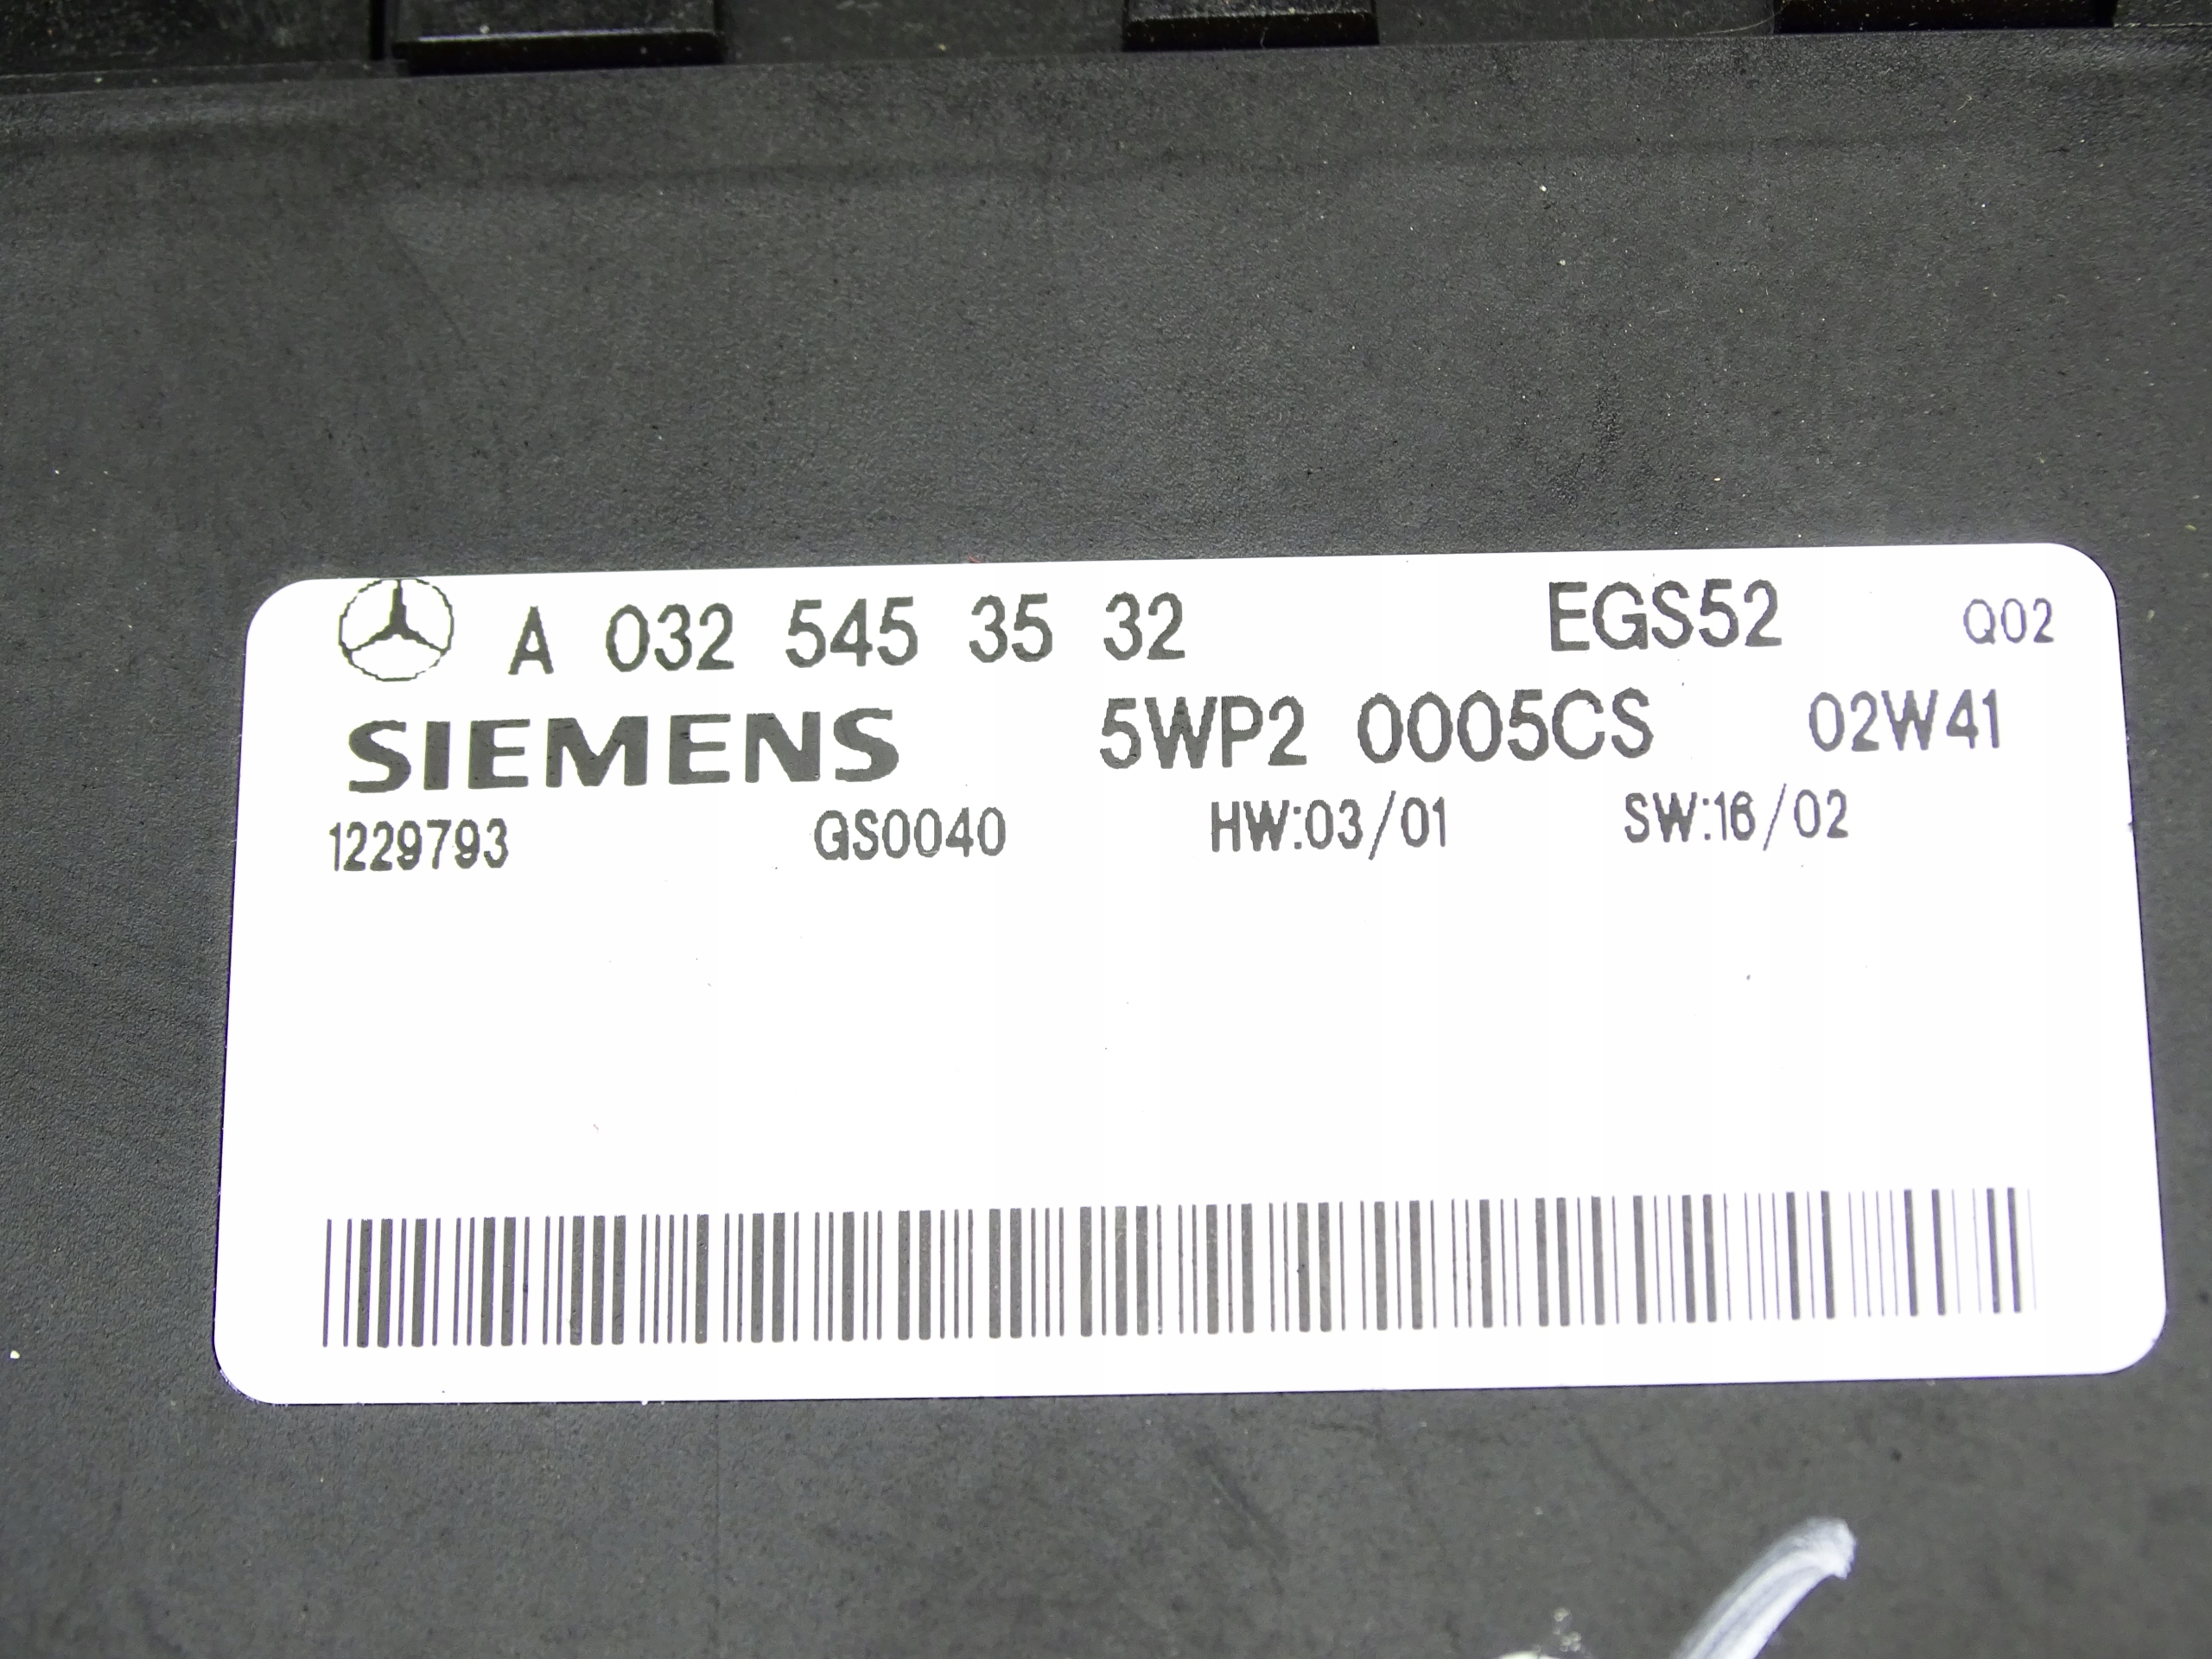 A 032 545 35 32 EGS52 Q02
SIEMENS 5WP2 0005CS 02W41
1229793 GS0040 HW:03/01 SW:16/02